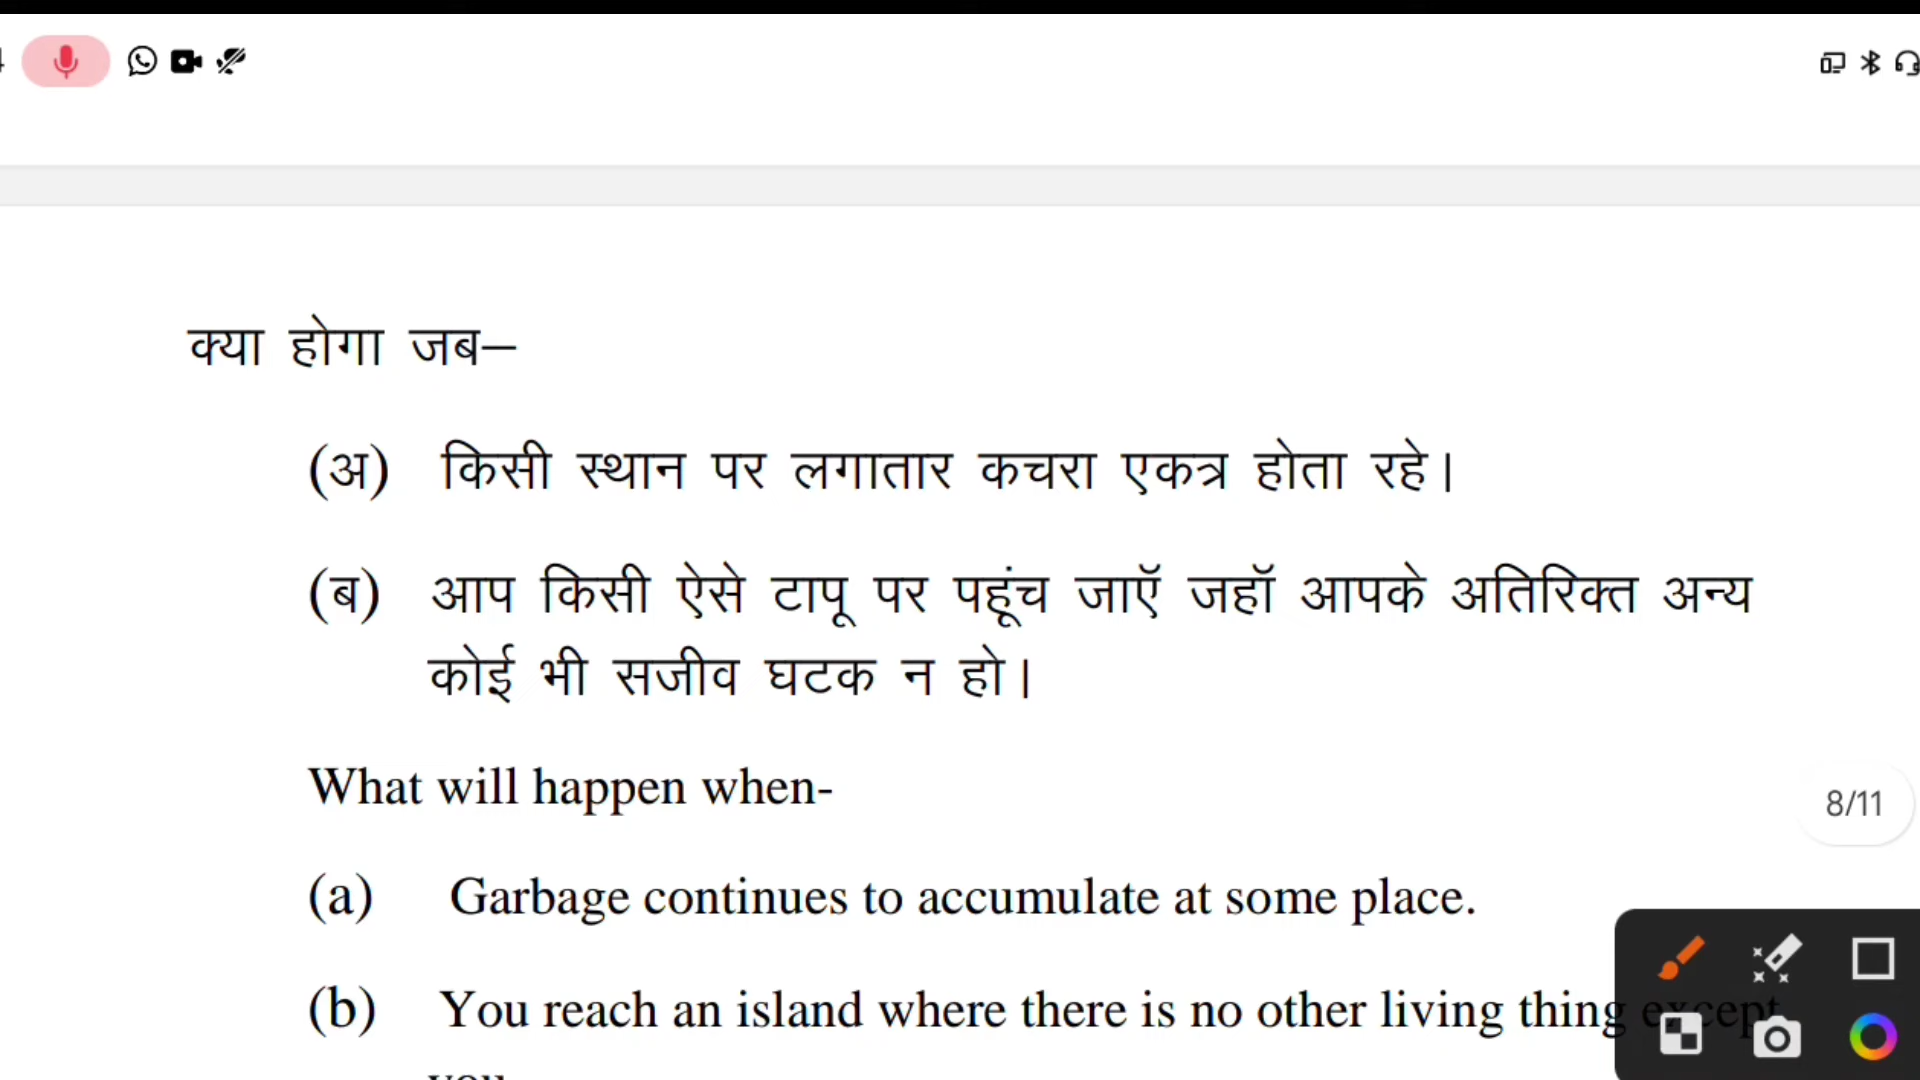 क्या होगा जब–
(अ) किसी स्थान पर लगातार कचरा एकत्र होता रहे।
(ब) आप किसी ऐसे टापू पर पहूंच जाऍ जहॉ आपके अतिरिक्त अन्य
कोई भी सजीव घटक न हो।
What will happen when-
8/11
(a) Garbage continues to accumulate at some place.
(b) You reach an island where there is no other living thing except
you